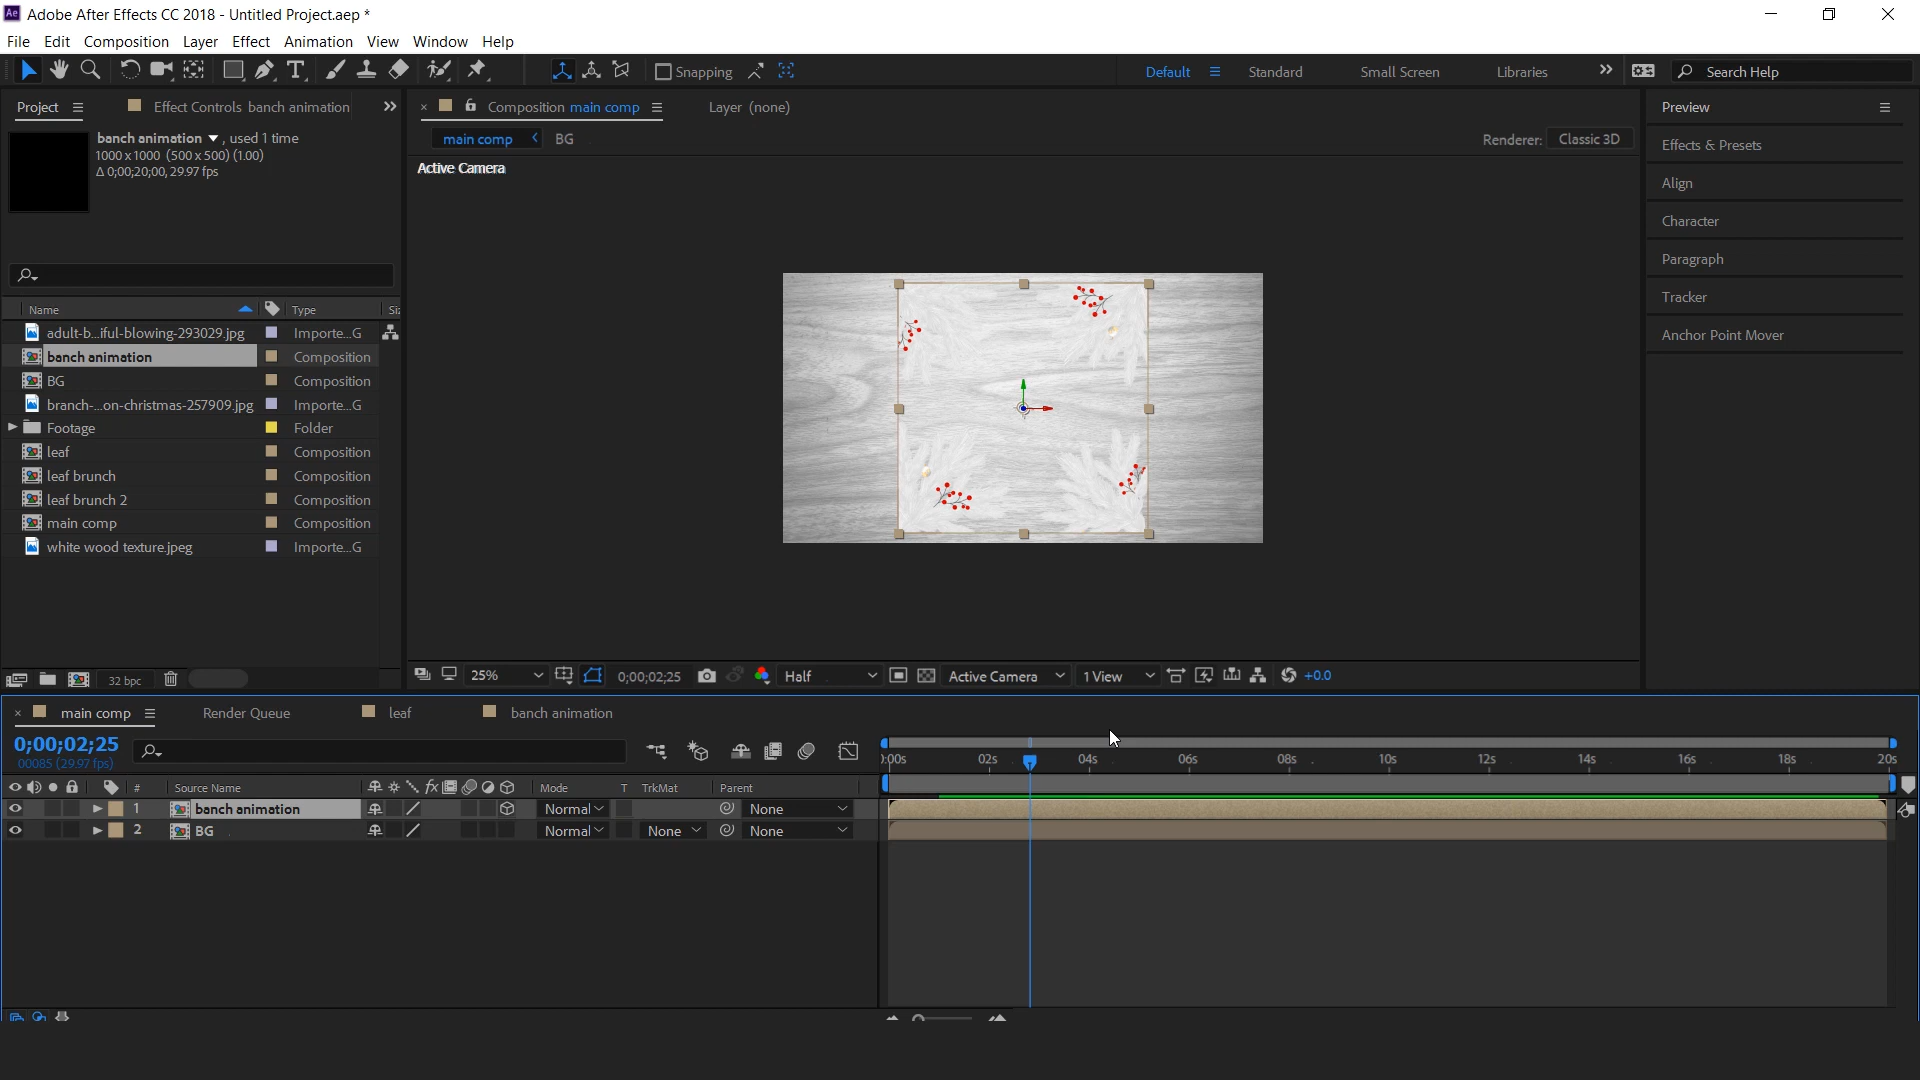 Ae Adobe After Effects CC 2018 - Untitled Project.aep *
File Edit Composition Layer Effect Animation View Window Help
Snapping Default Standard Small Screen Libraries Search Help
Project Effect Controls banch animation Composition main comp Layer (none) Preview
banch animation , used 1 time
1000 x 1000 (500 x 500) (1.00)
Δ 0;00;20;00, 29.97 fps
main comp BG Renderer: Classic 3D
Active Camera
Effects & Presets
Align
Character
Paragraph
Tracker
Anchor Point Mover
Name Type Siz
adult-b...iful-blowing-293029.jpg Importe...G
banch animation Composition
BG Composition
branch-...on-christmas-257909.jpg Importe...G
Footage Folder
leaf Composition
leaf brunch Composition
leaf brunch 2 Composition
main comp Composition
white wood texture.jpeg Importe...G
32 bpc 25% 0;00;02;25 Half Active Camera 1 View +0.0
main comp Render Queue leaf banch animation
0;00;02;25
00085 (29.97 fps)
):00s 02s 04s 06s 08s 10s 12s 14s 16s 18s 20s
# Source Name fx Mode T TrkMat Parent
1 banch animation Normal None
2 BG Normal None None